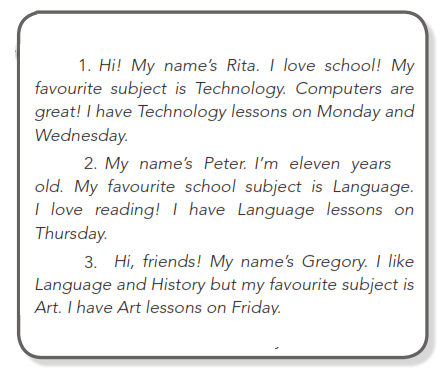 1. Hi! My name's Rita. I love school! My
favourite subject is Technology. Computers are
great! I have Technology lessons on Monday and
Wednesday.
2. My name's Peter. I'm eleven years
old. My favourite school subject is Language.
I love reading! I have Language lessons on
Thursday.
3. Hi, friends! My name's Gregory. I like
Language and History but my favourite subject is
Art. I have Art lessons on Friday.